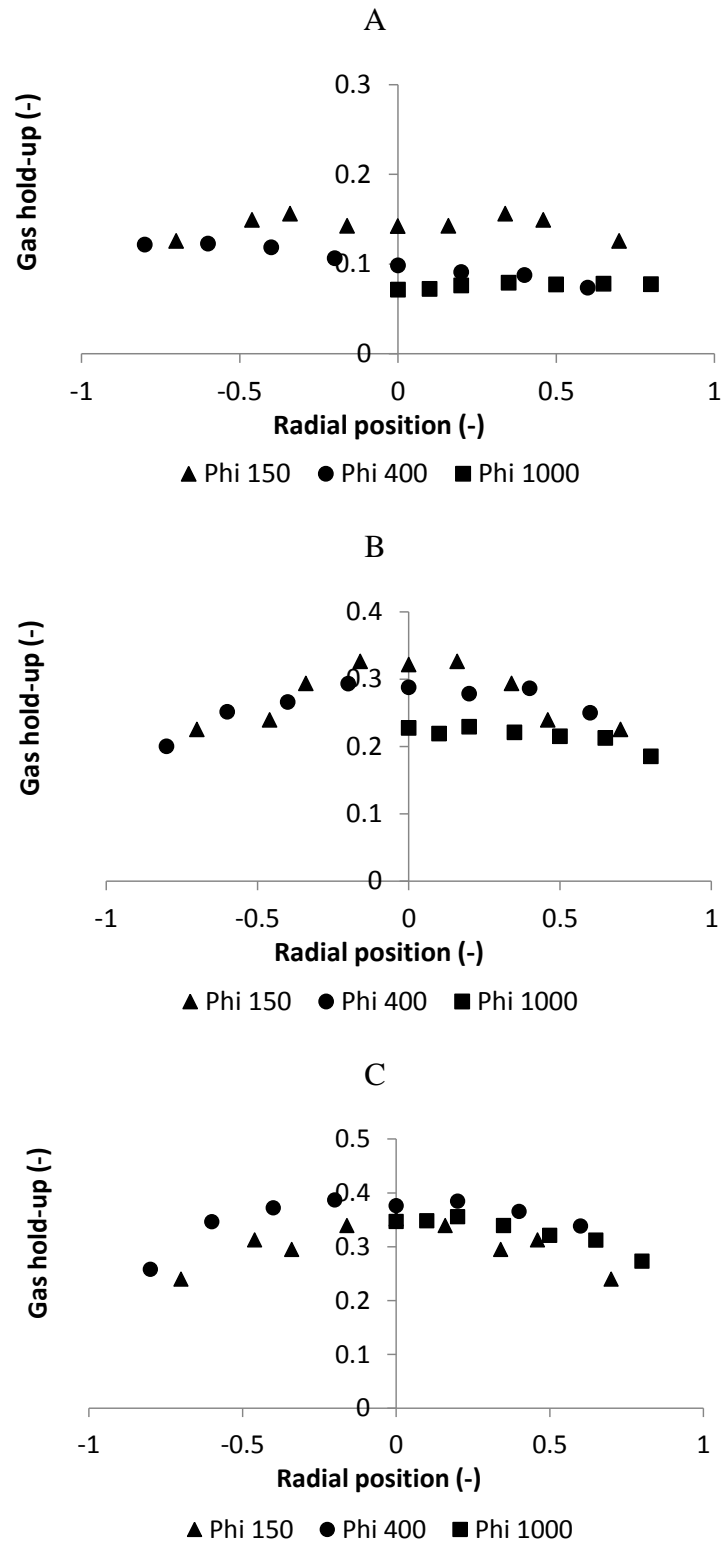 A
Gas hold-up (-)
0.3
0.2
0.1
0
-1 -0.5 0 0.5 1
Radial position (-)
Phi 150 Phi 400 Phi 1000
B
Gas hold-up (-)
0.4
0.3
0.2
0.1
0
-1 -0.5 0 0.5 1
Radial position (-)
Phi 150 Phi 400 Phi 1000
C
Gas hold-up (-)
0.5
0.4
0.3
0.2
0.1
0
-1 -0.5 0 0.5 1
Radial position (-)
Phi 150 Phi 400 Phi 1000